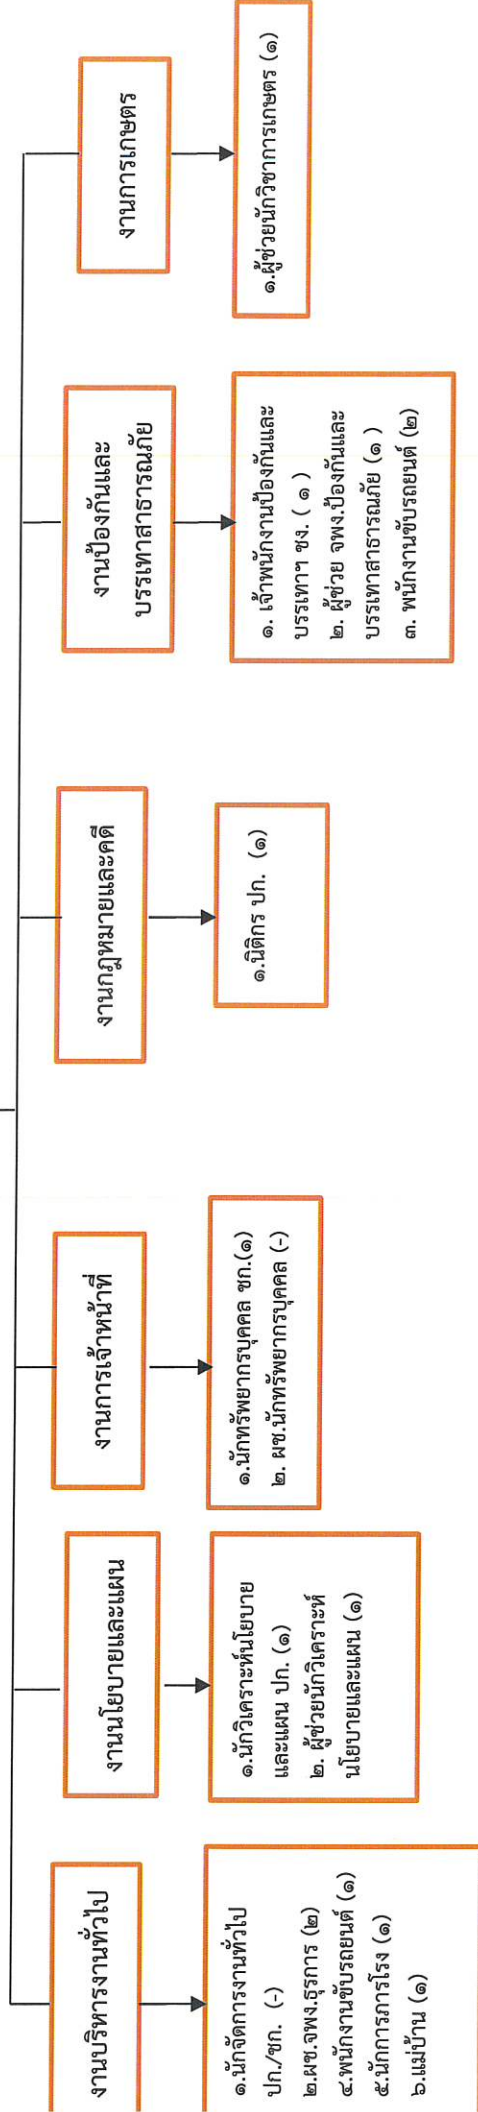 งานบริหารงานทั่วไป
๑.นักจัดการงานทั่วไป
ปก./ชก. (-)
๒.ผช.จพง.ธุรการ (๒)
๔.พนักงานขับรถยนต์ (๑)
๕.นักการภารโรง (๑)
๖.แม่บ้าน (๑)
งานนโยบายและแผน
๑.นักวิเคราะห์นโยบาย
และแผน ปก. (๑)
๒. ผู้ช่วยนักวิเคราะห์
นโยบายและแผน (๑)
งานการเจ้าหน้าที่
๑.นักทรัพยากรบุคคล ชก.(๑)
๒. ผช.นักทรัพยากรบุคคล (-)
งานกฎหมายและคดี
๑.นิติกร ปก. (๑)
งานป้องกันและ
บรรเทาสาธารณภัย
๑. เจ้าพนักงานป้องกันและ
บรรเทาฯ ชง. ( ๑ )
๒. ผู้ช่วย จพง.ป้องกันและ
บรรเทาสาธารณภัย (๑ )
๓. พนักงานขับรถยนต์ (๒)
งานการเกษตร
๑.ผู้ช่วยนักวิชาการเกษตร (๑)